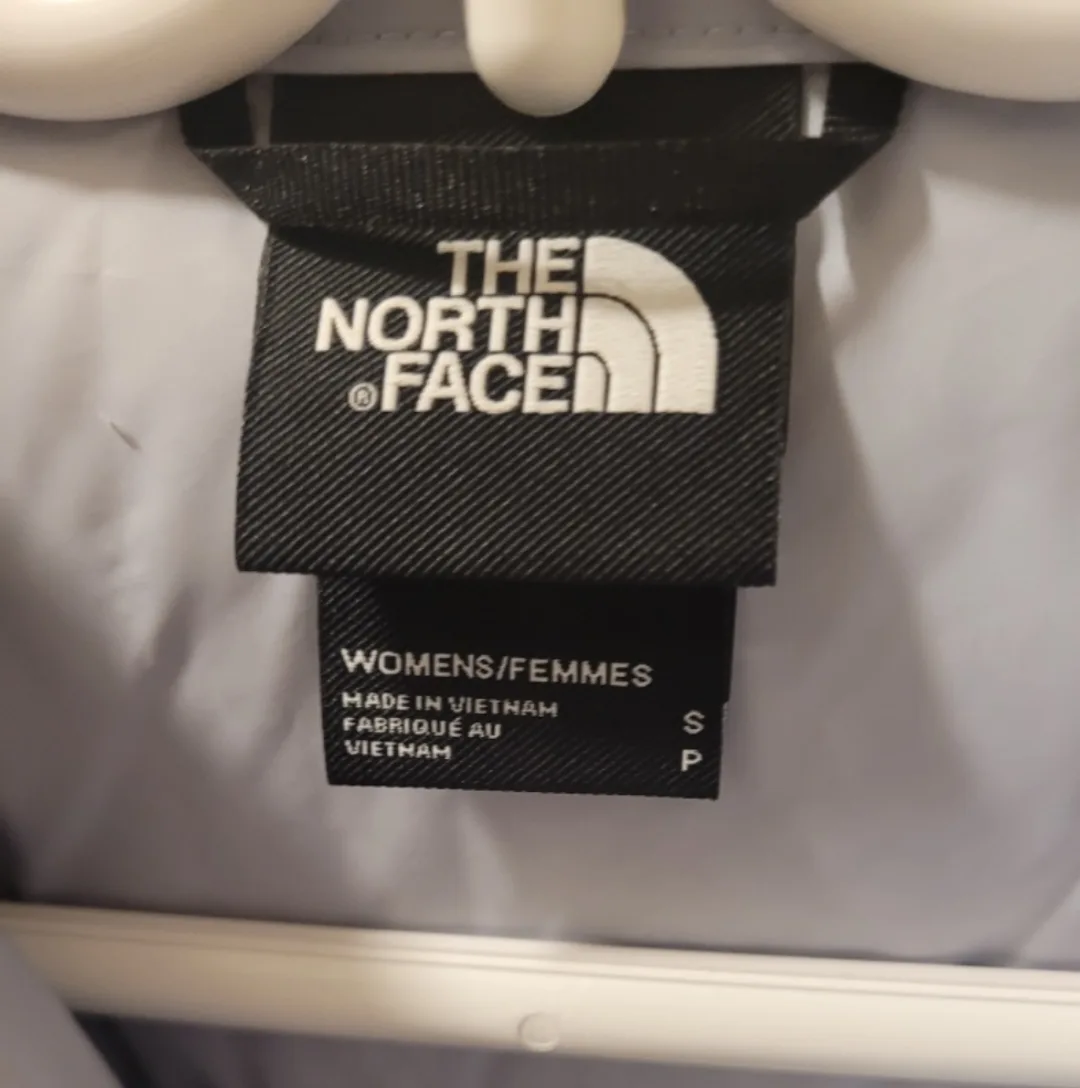 THE
NORTH
®FACE
WOMENS/FEMMES
MADE IN VIETNAM
FABRIQUÉ AU
VIETNAM
S
P